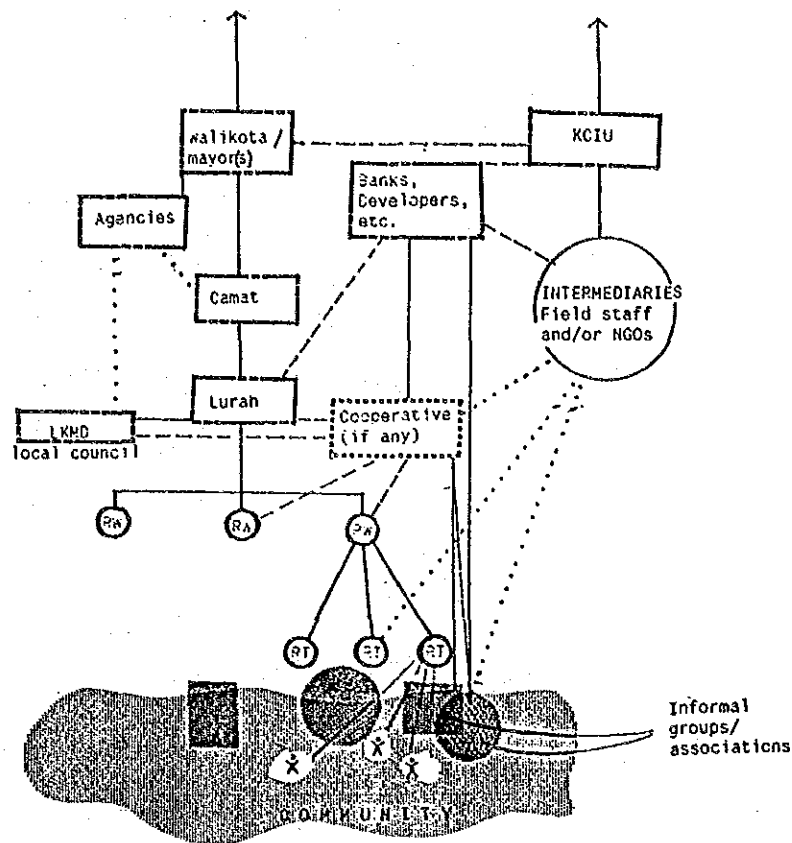 Walikota /
mayor(s)
KCIU
Banks,
Developers,
etc.
Agencies
INTERMEDIARIES
Field staff
and/or NGOs
Camat
Lurah
Cooperative
(if any)
LKMD
local council
RW
RW
RW
RT
RT
RT
Informal
groups/
associations
COMMUNITY